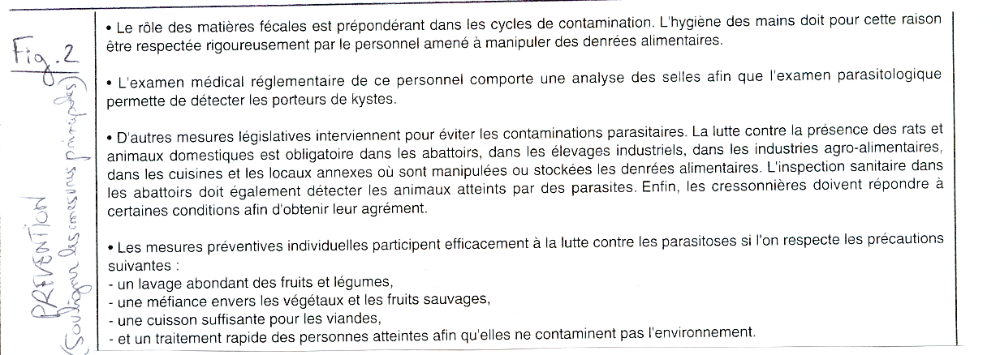 Fig. 2
PREVENTION
(Souligner les mesures principales)
• Le rôle des matières fécales est prépondérant dans les cycles de contamination. L'hygiène des mains doit pour cette raison
être respectée rigoureusement par le personnel amené à manipuler des denrées alimentaires.
• L'examen médical réglementaire de ce personnel comporte une analyse des selles afin que l'examen parasitologique
permette de détecter les porteurs de kystes.
• D'autres mesures législatives interviennent pour éviter les contaminations parasitaires. La lutte contre la présence des rats et
animaux domestiques est obligatoire dans les abattoirs, dans les élevages industriels, dans les industries agro-alimentaires,
dans les cuisines et les locaux annexes où sont manipulées ou stockées les denrées alimentaires. L'inspection sanitaire dans
les abattoirs doit également détecter les animaux atteints par des parasites. Enfin, les cressonnières doivent répondre à
certaines conditions afin d'obtenir leur agrément.
• Les mesures préventives individuelles participent efficacement à la lutte contre les parasitoses si l'on respecte les précautions
suivantes :
- un lavage abondant des fruits et légumes,
- une méfiance envers les végétaux et les fruits sauvages,
- une cuisson suffisante pour les viandes,
- et un traitement rapide des personnes atteintes afin qu'elles ne contaminent pas l'environnement.